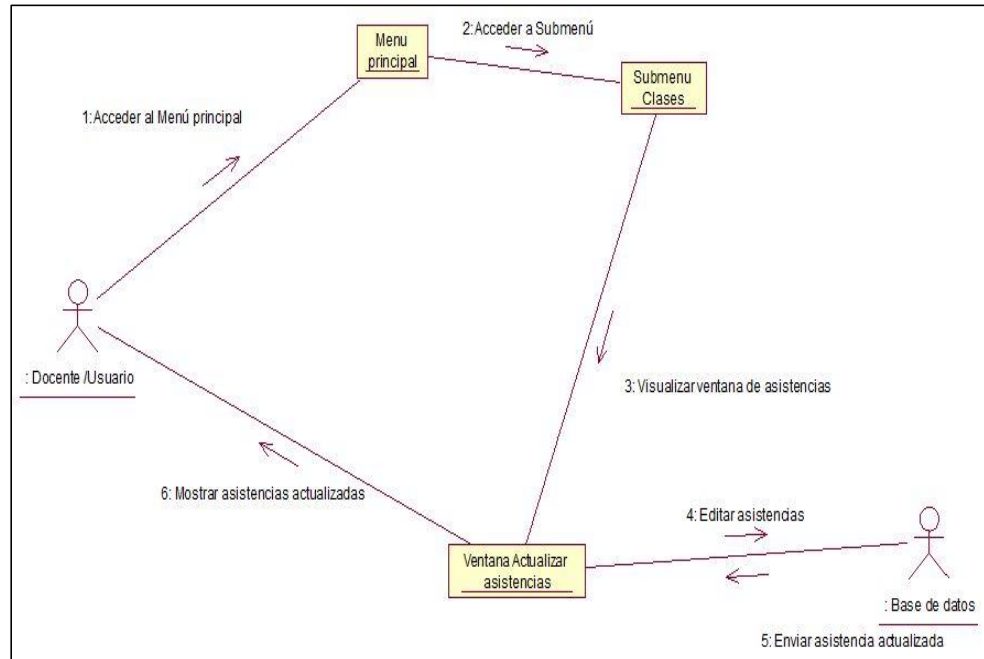 2: Acceder a Submenú
Menu
principal
Submenu
Clases
1: Acceder al Menú principal
: Docente /Usuario
3: Visualizar ventana de asistencias
6: Mostrar asistencias actualizadas
4: Editar asistencias
Ventana Actualizar
asistencias
: Base de datos
5: Enviar asistencia actualizada